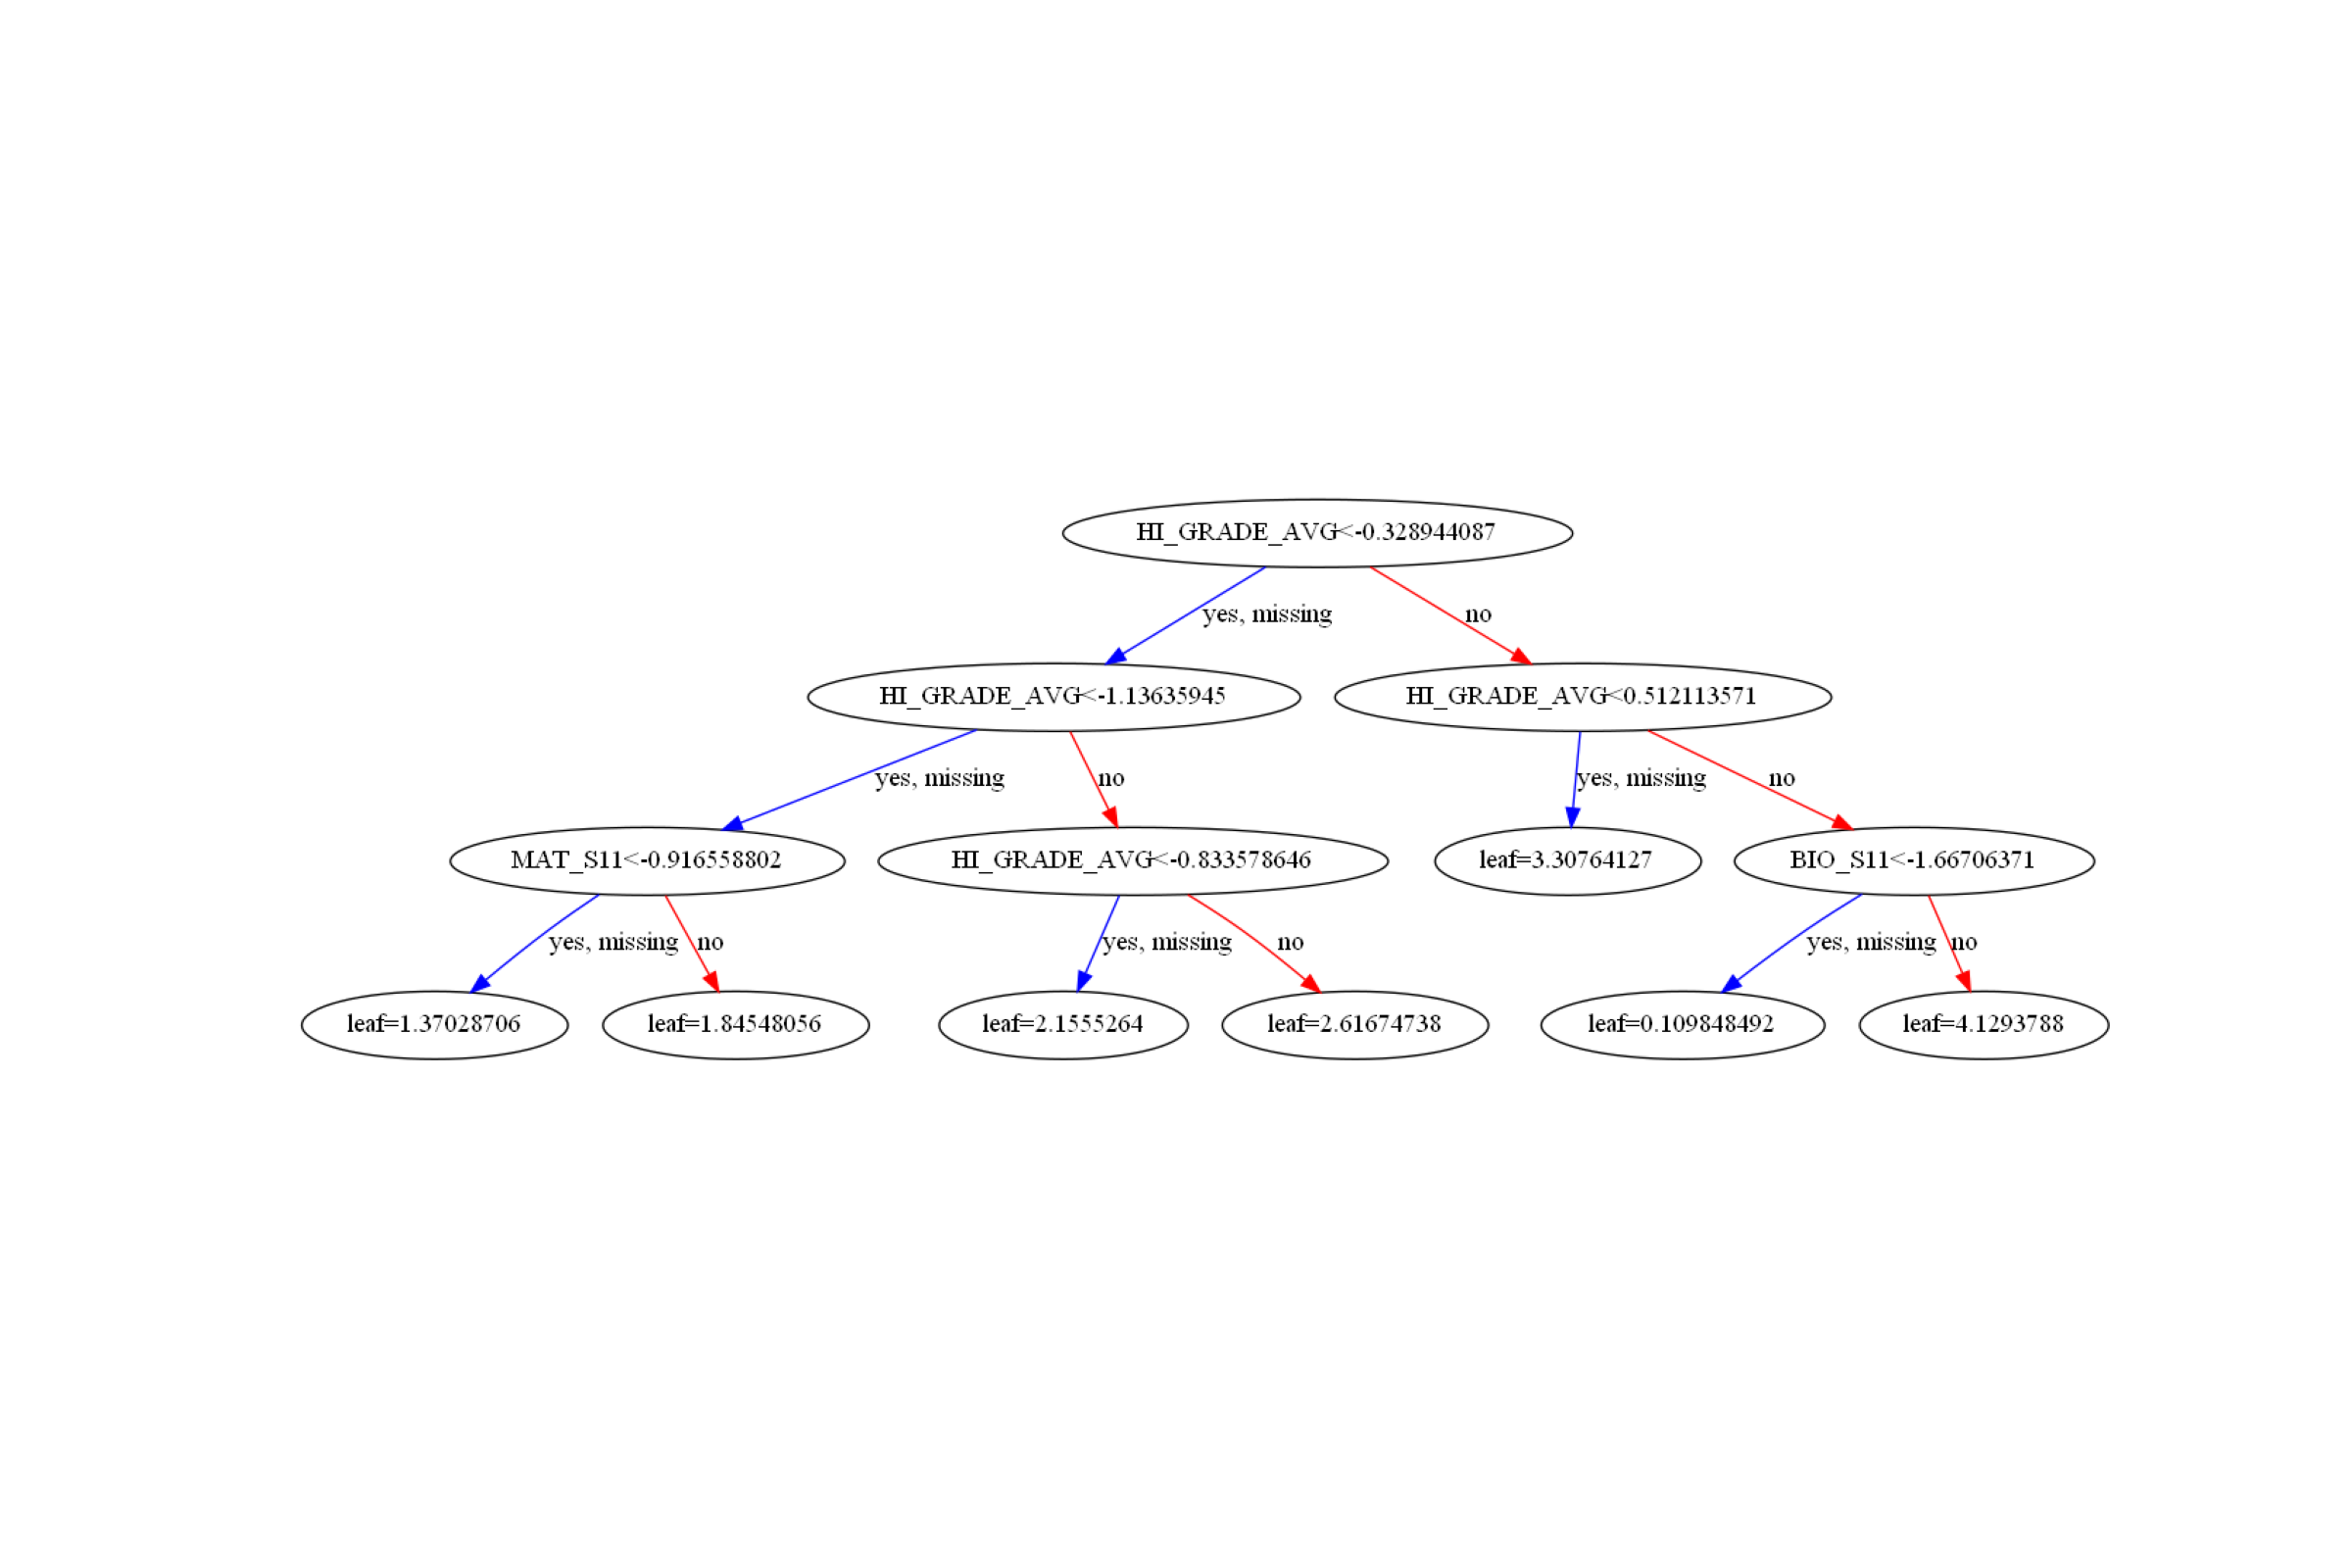 HI_GRADE_AVG<-0.328944087
yes, missing
no
HI_GRADE_AVG<-1.13635945
HI_GRADE_AVG<0.512113571
yes, missing
no
yes, missing
no
MAT_S11<-0.916558802
HI_GRADE_AVG<-0.833578646
leaf=3.30764127
BIO_S11<-1.66706371
yes, missing
no
yes, missing
no
yes, missing
no
leaf=1.37028706
leaf=1.84548056
leaf=2.1555264
leaf=2.61674738
leaf=0.109848492
leaf=4.1293788